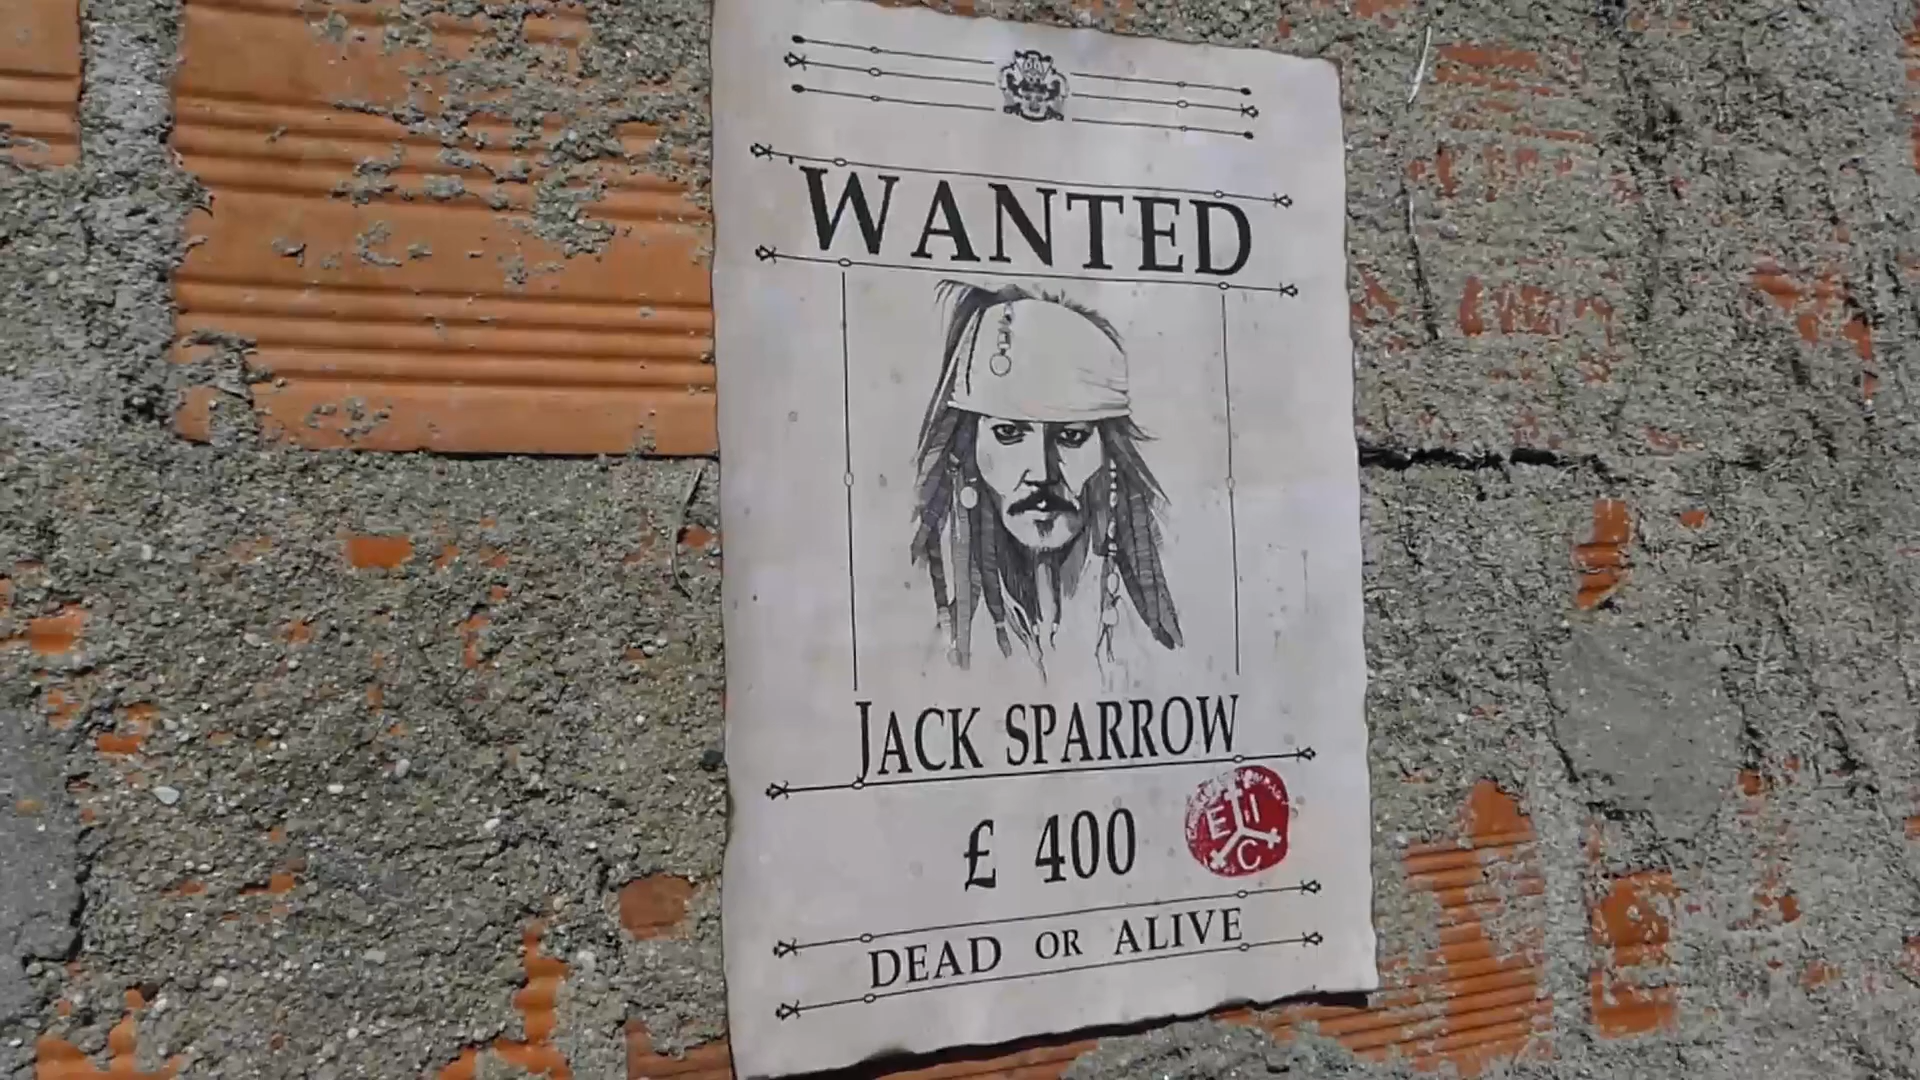 WANTED
JACK SPARROW
£ 400
E I
C
DEAD OR ALIVE